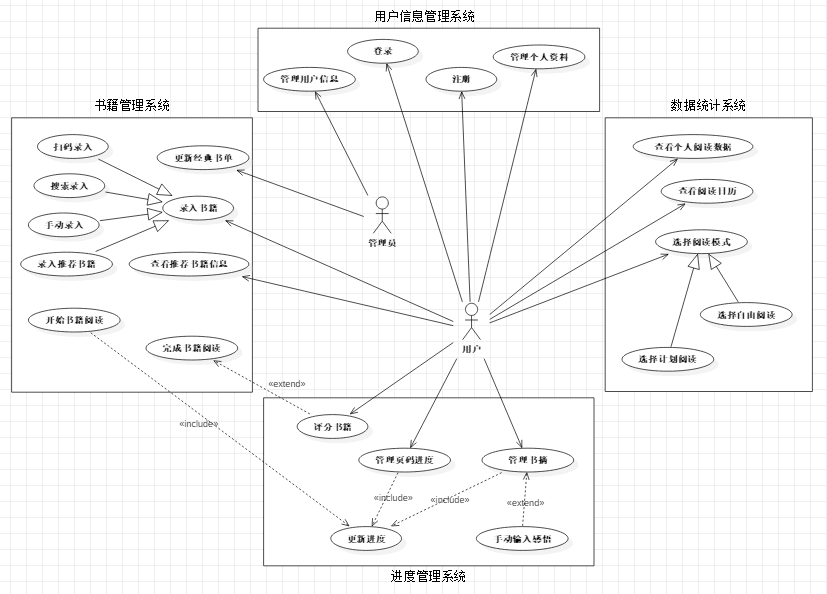 用户信息管理系统
登录
管理个人资料
管理用户信息
注册
书籍管理系统
数据统计系统
扫码录入
更新经典书单
搜索录入
录入书籍
手动录入
录入推荐书籍
查看推荐书籍信息
开始书籍阅读
完成书籍阅读
管理员
用户
查看个人阅读数据
查看阅读日历
选择阅读模式
选择自由阅读
选择计划阅读
«extend»
«include»
评分书籍
管理页码进度
管理书摘
«include»
«include»
«extend»
更新进度
手动输入感悟
进度管理系统